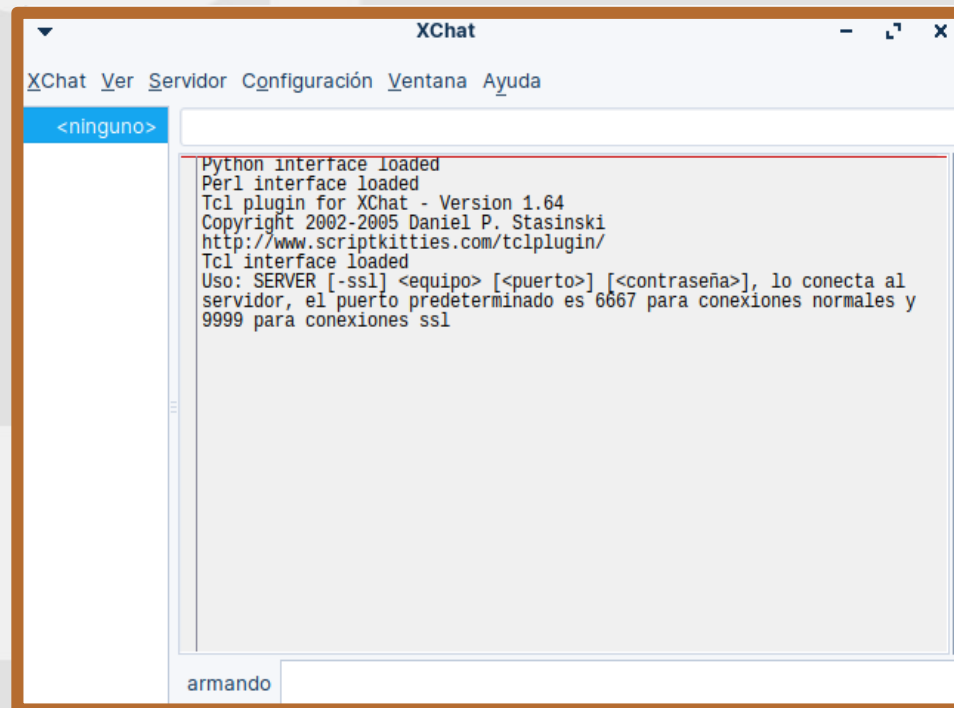 XChat
XChat Ver Servidor Configuración Ventana Ayuda
<ninguno>
Python interface loaded
Perl interface loaded
Tcl plugin for XChat - Version 1.64
Copyright 2002-2005 Daniel P. Stasinski
http://www.scriptkitties.com/tclplugin/
Tcl interface loaded
Uso: SERVER [-ssl] <equipo> [<puerto>] [<contraseña>], lo conecta al
servidor, el puerto predeterminado es 6667 para conexiones normales y
9999 para conexiones ssl
armando